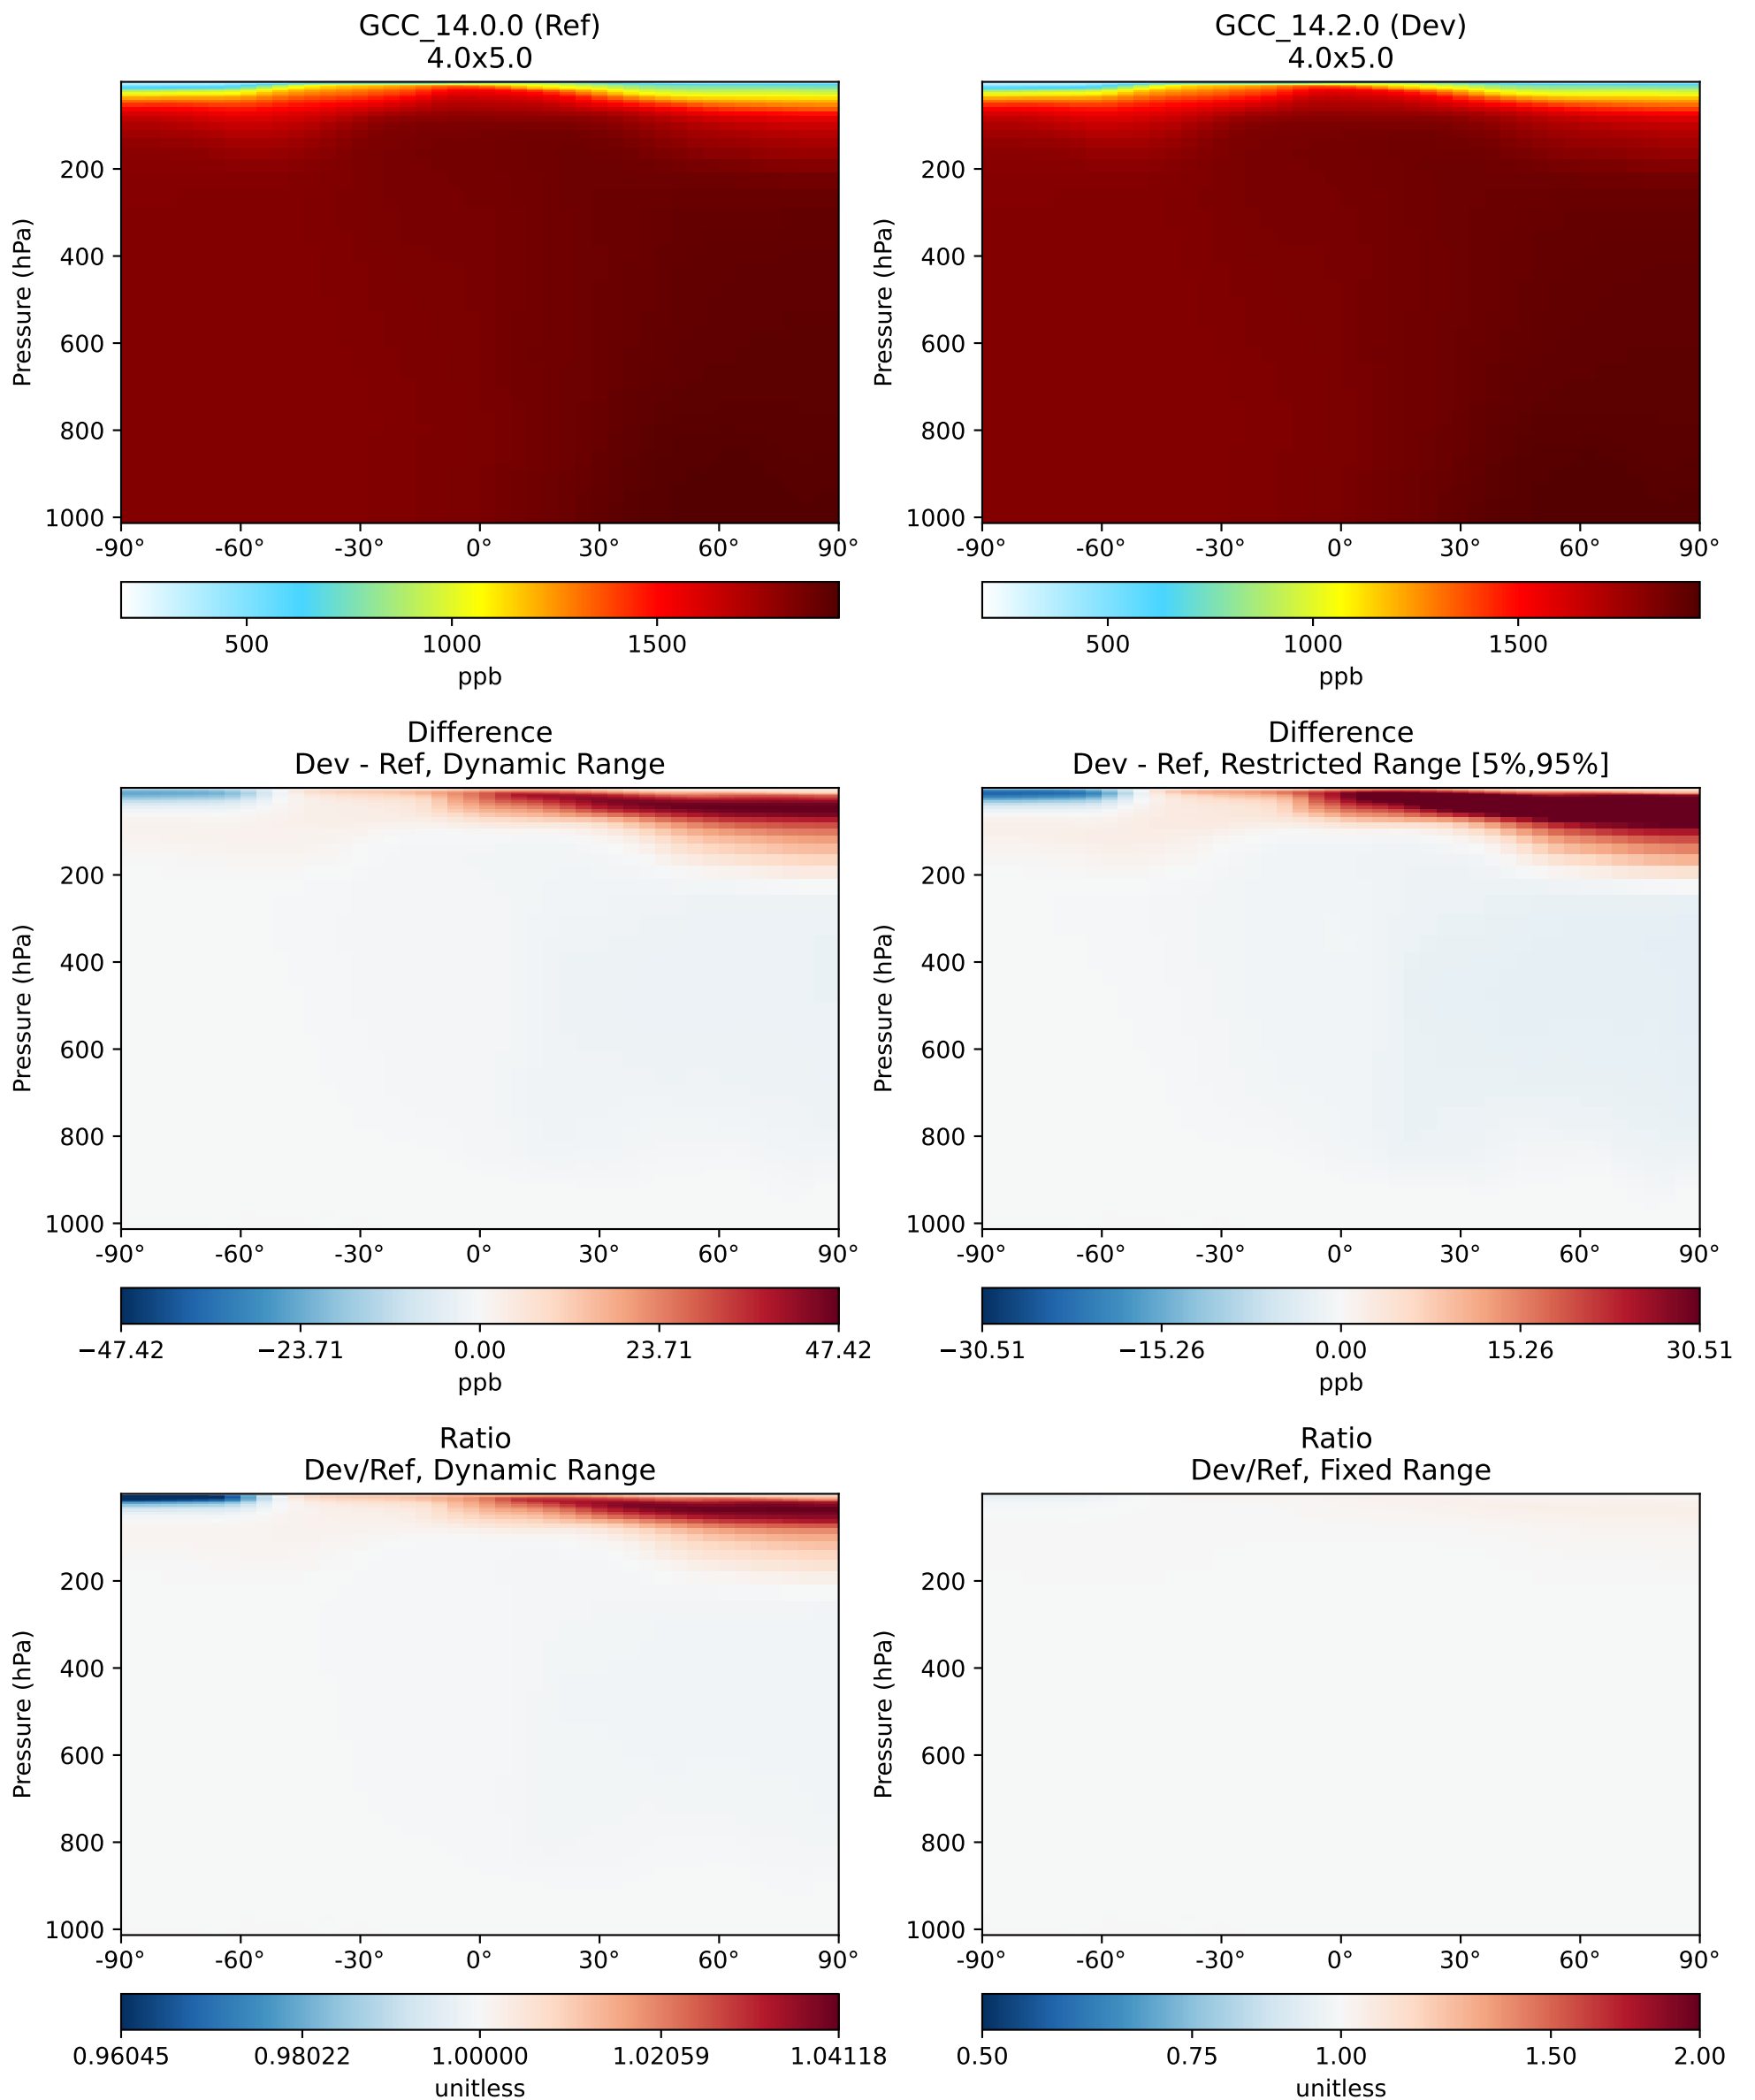 GCC_14.0.0 (Ref)
4.0x5.0
Pressure (hPa)
200
400
600
800
1000
-90° -60° -30° 0° 30° 60° 90°
500 1000 1500
ppb
GCC_14.2.0 (Dev)
4.0x5.0
Pressure (hPa)
200
400
600
800
1000
-90° -60° -30° 0° 30° 60° 90°
500 1000 1500
ppb
Difference
Dev - Ref, Dynamic Range
Pressure (hPa)
200
400
600
800
1000
-90° -60° -30° 0° 30° 60° 90°
−47.42 −23.71 0.00 23.71 47.42
ppb
Difference
Dev - Ref, Restricted Range [5%,95%]
Pressure (hPa)
200
400
600
800
1000
-90° -60° -30° 0° 30° 60° 90°
−30.51 −15.26 0.00 15.26 30.51
ppb
Ratio
Dev/Ref, Dynamic Range
Pressure (hPa)
200
400
600
800
1000
-90° -60° -30° 0° 30° 60° 90°
0.96045 0.98022 1.00000 1.02059 1.04118
unitless
Ratio
Dev/Ref, Fixed Range
Pressure (hPa)
200
400
600
800
1000
-90° -60° -30° 0° 30° 60° 90°
0.50 0.75 1.00 1.50 2.00
unitless